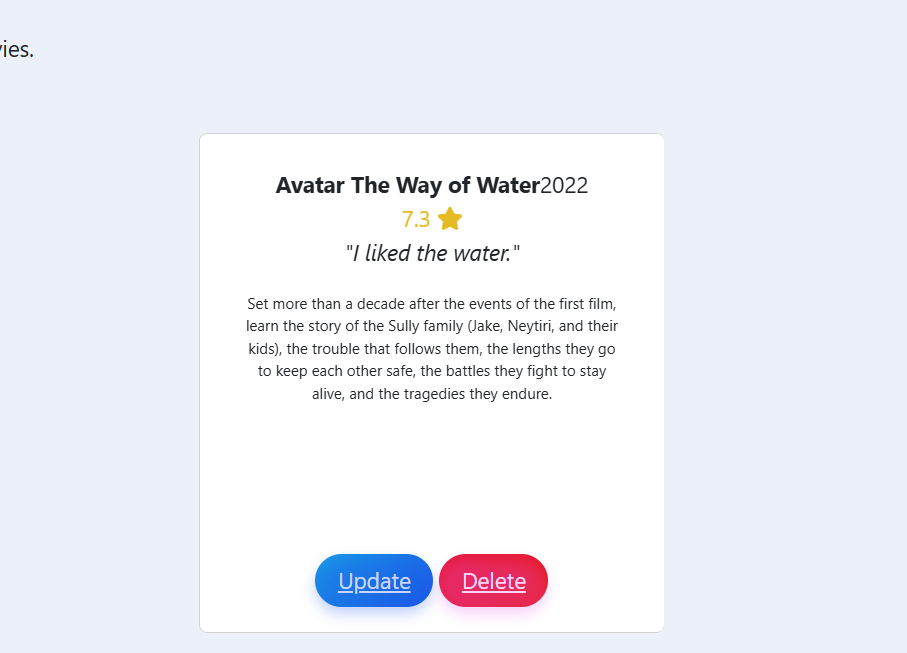 vies.
Avatar The Way of Water2022
7.3
"I liked the water."
Set more than a decade after the events of the first film,
learn the story of the Sully family (Jake, Neytiri, and their
kids), the trouble that follows them, the lengths they go
to keep each other safe, the battles they fight to stay
alive, and the tragedies they endure.
Update Delete